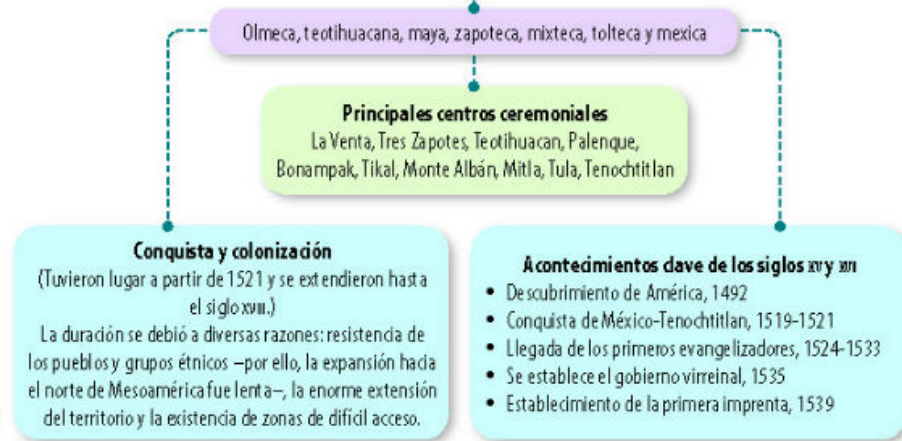 Olmeca, teotihuacana, maya, zapoteca, mixteca, tolteca y mexica
Principales centros ceremoniales
La Venta, Tres Zapotes, Teotihuacan, Palenque,
Bonampak, Tikal, Monte Albán, Mitla, Tula, Tenochtitlan
Conquista y colonización
(Tuvieron lugar a partir de 1521 y se extendieron hasta
el siglo XVIII.)
La duración se debió a diversas razones: resistencia de
los pueblos y grupos étnicos –por ello, la expansión hacia
el norte de Mesoamérica fue lenta–, la enorme extensión
del territorio y la existencia de zonas de difícil acceso.
Acontecimientos clave de los siglos XV y XVI
• Descubrimiento de América, 1492
• Conquista de México-Tenochtitlan, 1519-1521
• Llegada de los primeros evangelizadores, 1524-1533
• Se establece el gobierno virreinal, 1535
• Establecimiento de la primera imprenta, 1539